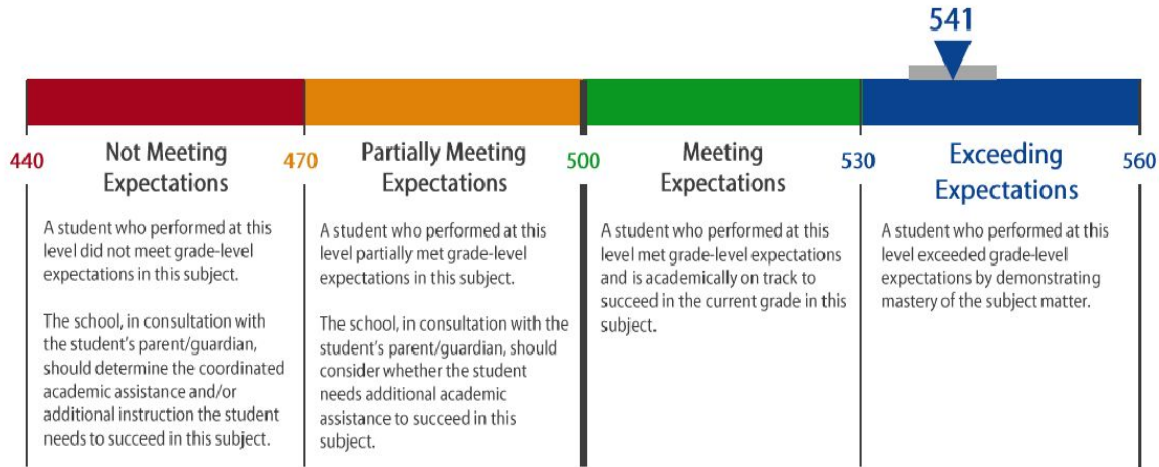 541
440
Not Meeting
Expectations
470
Partially Meeting
Expectations
500
Meeting
Expectations
530
Exceeding
Expectations
560
A student who performed at this
level did not meet grade-level
expectations in this subject.
The school, in consultation with
the student's parent/guardian,
should determine the coordinated
academic assistance and/or
additional instruction the student
needs to succeed in this subject.
A student who performed at this
level partially met grade-level
expectations in this subject.
The school, in consultation with the
student's parent/guardian, should
consider whether the student
needs additional academic
assistance to succeed in this
subject.
A student who performed at this
level met grade-level expectations
and is academically on track to
succeed in the current grade in this
subject.
A student who performed at this
level exceeded grade-level
expectations by demonstrating
mastery of the subject matter.